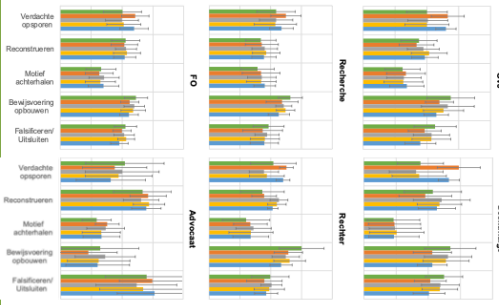 Verdachte
opsporen
Reconstrueren
Motief
achterhalen
Bewijsvoering
opbouwen
Falsificeren/
Uitsluiten
FO
Recherche
Verdachte
opsporen
Reconstrueren
Motief
achterhalen
Bewijsvoering
opbouwen
Falsificeren/
Uitsluiten
Advocaat
Rechter